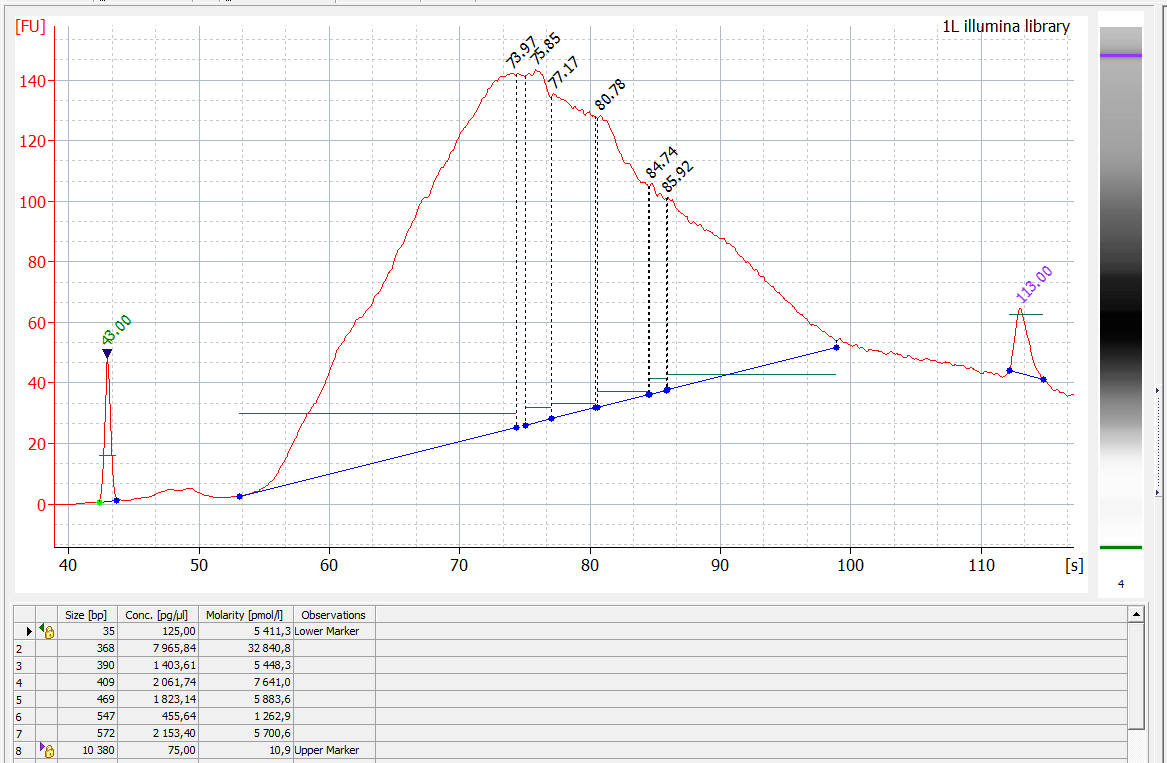 [FU]
1L illumina library
140
120
100
80
60
40
20
0
43.00
73.97
75.85
77.17
80.78
84.74
85.92
113.00
40 50 60 70 80 90 100 110 [s]
4
Size [bp] Conc. [pg/µl] Molarity [pmol/l] Observations
35 125,00 5 411,3 Lower Marker
2 368 7 965,84 32 840,8
3 390 1 403,61 5 448,3
4 409 2 061,74 7 641,0
5 469 1 823,14 5 883,6
6 547 455,64 1 262,9
7 572 2 153,40 5 700,6
8 10 380 75,00 10,9 Upper Marker